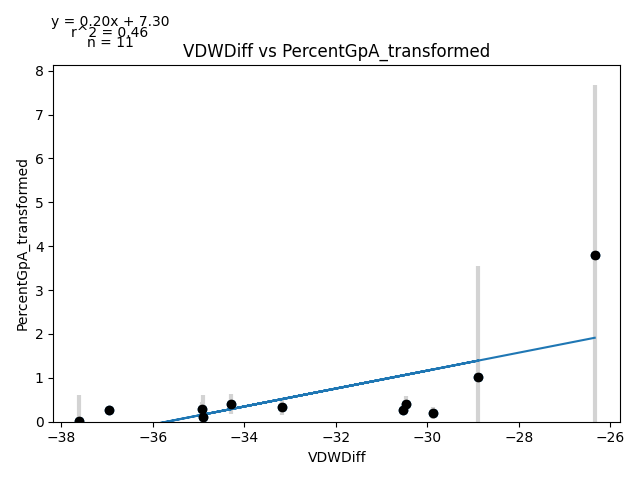 y = 0.20x + 7.30
r^2 = 0.46
n = 11
VDWDiff vs PercentGpA_transformed
PercentGpA_transformed
8
7
6
5
4
3
2
1
0
−38
−36
−34
−32
−30
−28
−26
VDWDiff